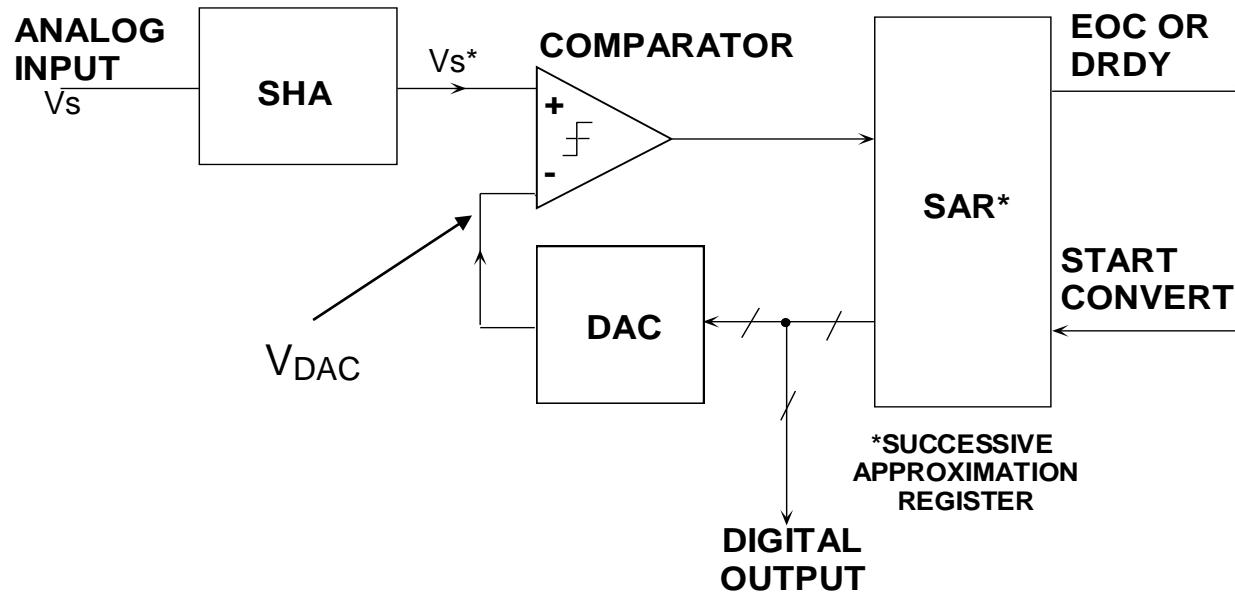 ANALOG
INPUT
Vs
SHA
Vs*
COMPARATOR
+
-
SAR*
EOC OR
DRDY
START
CONVERT
DAC
VDAC
*SUCCESSIVE
APPROXIMATION
REGISTER
DIGITAL
OUTPUT